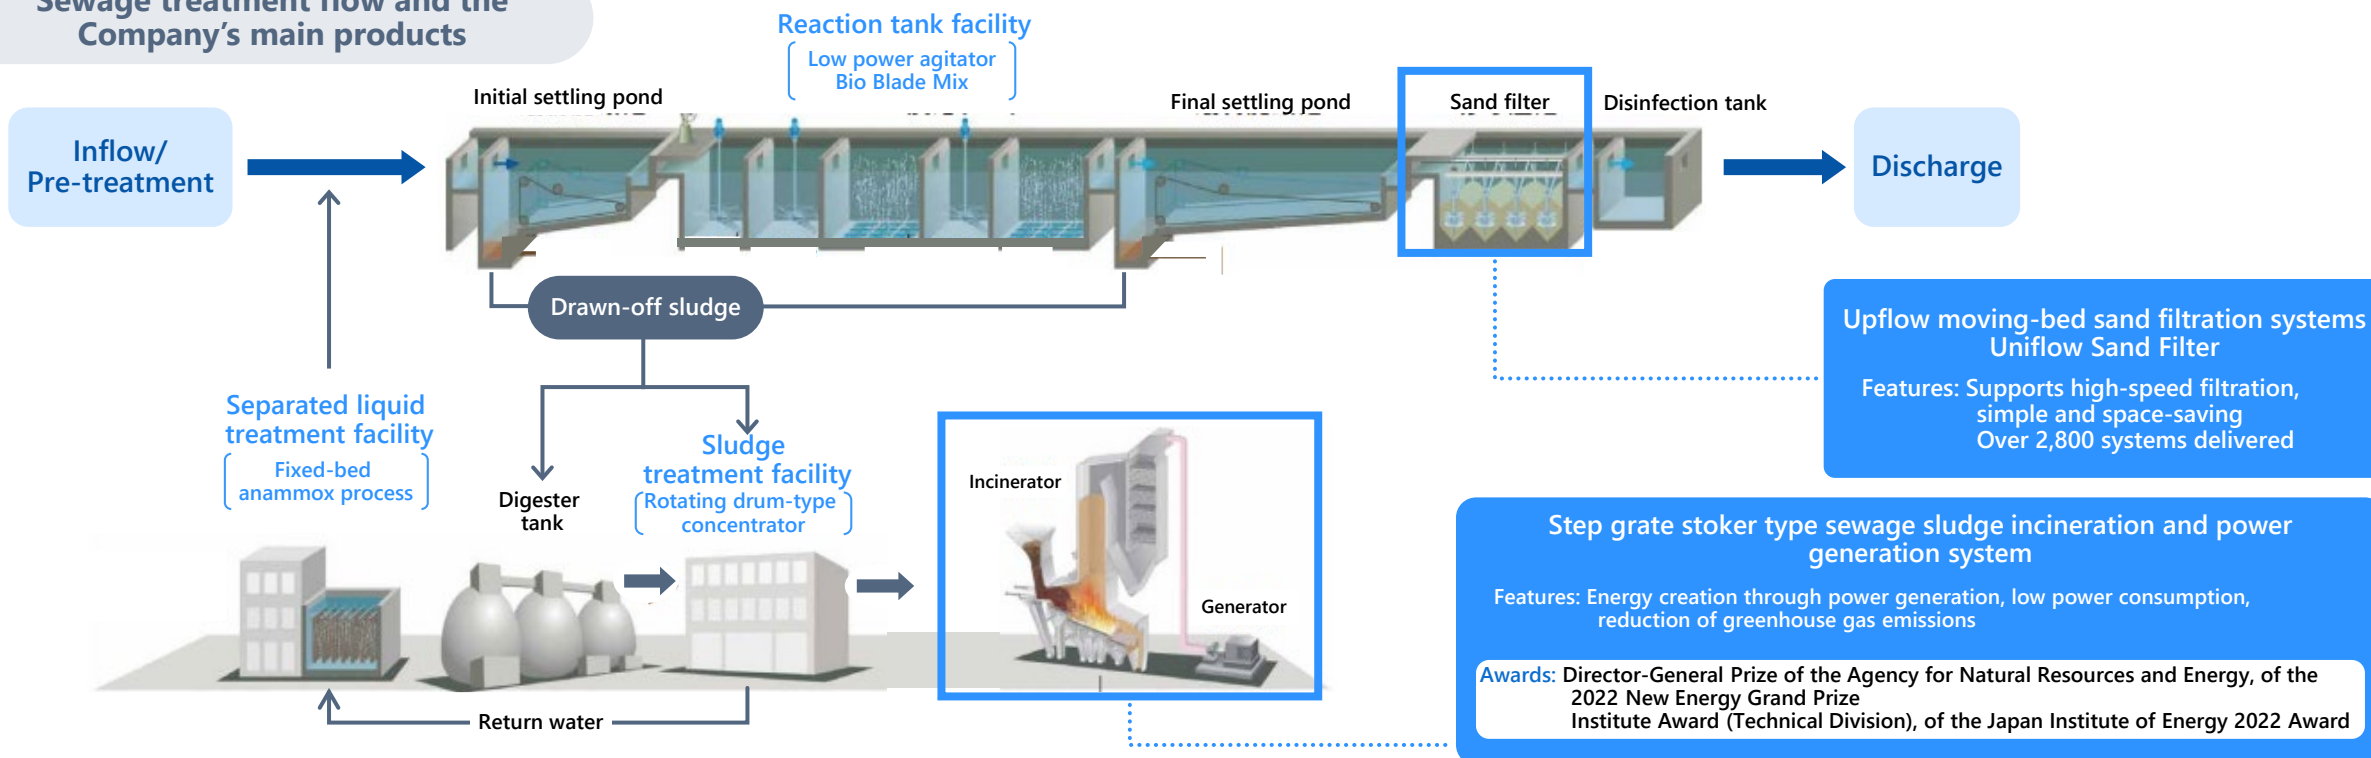 Sewage treatment flow and the
Company's main products
Reaction tank facility
Low power agitator
Bio Blade Mix
Initial settling pond
Final settling pond
Sand filter
Disinfection tank
Inflow/
Pre-treatment
Discharge
Drawn-off sludge
Upflow moving-bed sand filtration systems
Uniflow Sand Filter
Features: Supports high-speed filtration,
simple and space-saving
Over 2,800 systems delivered
Separated liquid
treatment facility
Fixed-bed
anammox process
Digester
tank
Sludge
treatment facility
Rotating drum-type
concentrator
Incinerator
Generator
Return water
Step grate stoker type sewage sludge incineration and power
generation system
Features: Energy creation through power generation, low power consumption,
reduction of greenhouse gas emissions
Awards: Director-General Prize of the Agency for Natural Resources and Energy, of the
2022 New Energy Grand Prize
Institute Award (Technical Division), of the Japan Institute of Energy 2022 Award